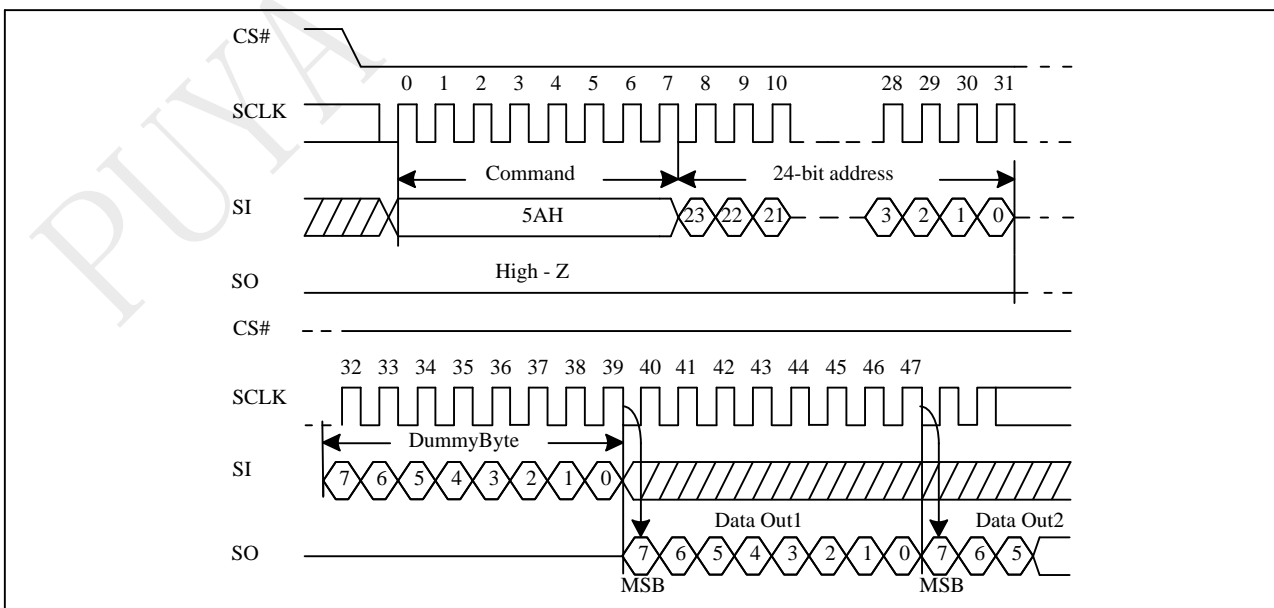 PUYA
CS#
0 1 2 3 4 5 6 7 8 9 10 28 29 30 31
SCLK
Command 24-bit address
SI 5AH 23 22 21 3 2 1 0
High - Z
SO
CS#
32 33 34 35 36 37 38 39 40 41 42 43 44 45 46 47
SCLK
DummyByte
SI 7 6 5 4 3 2 1 0
Data Out1 Data Out2
SO 7 6 5 4 3 2 1 0 7 6 5
MSB MSB